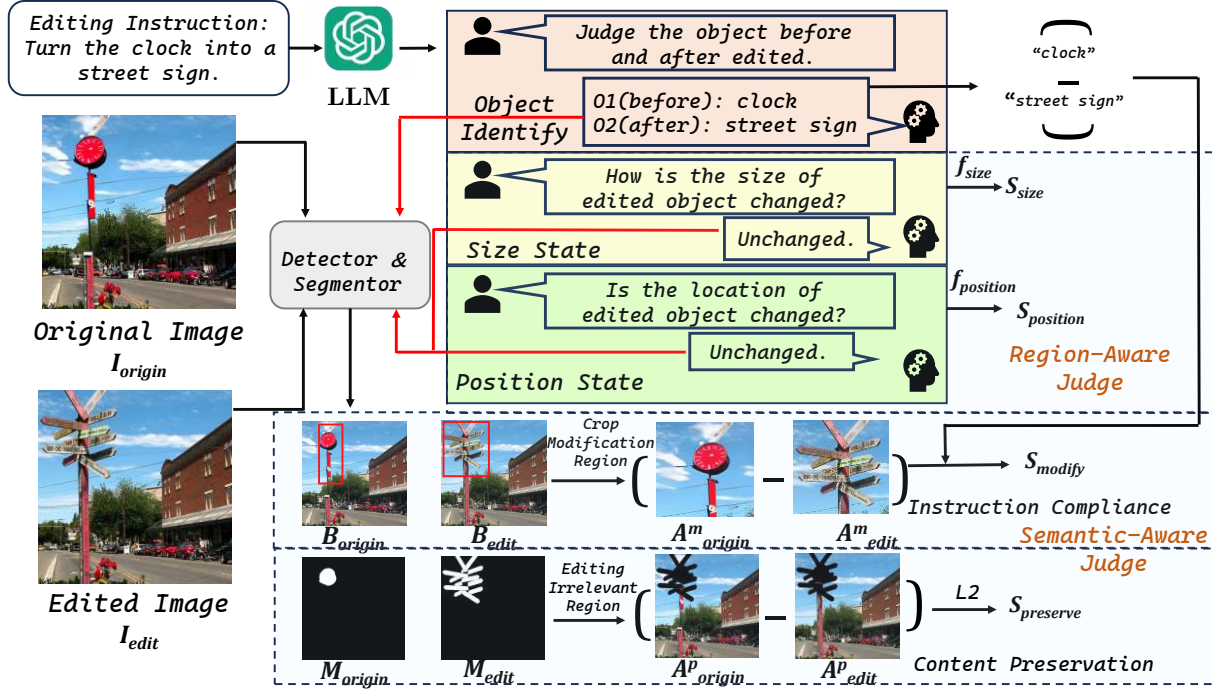 Editing Instruction:
Turn the clock into a
street sign.
LLM
Judge the object before
and after edited.
Object
Identify
O1(before): clock
O2(after): street sign
“clock”
“street sign”
How is the size of
edited object changed?
Unchanged.
Size State
f_size
S_size
Is the location of
edited object changed?
Unchanged.
Position State
f_position
S_position
Region-Aware
Judge
Original Image
I_origin
Detector &
Segmentor
Edited Image
I_edit
B_origin
B_edit
Crop
Modification
Region
A^m_origin
A^m_edit
S_modify
Instruction Compliance
Semantic-Aware
Judge
M_origin
M_edit
Editing
Irrelevant
Region
A^p_origin
A^p_edit
L2
S_preserve
Content Preservation